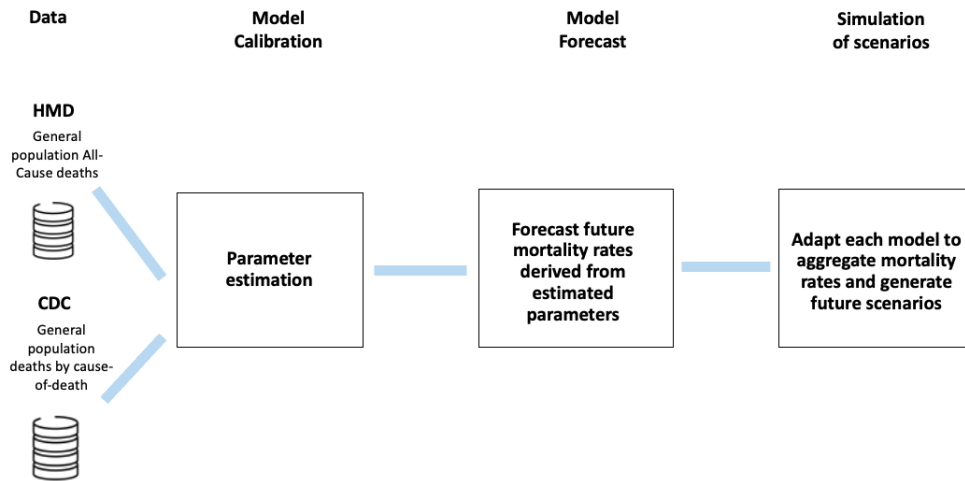 Data
Model
Calibration
Model
Forecast
Simulation
of scenarios
HMD
General
population All-
Cause deaths
CDC
General
population
deaths by cause-
of-death
Parameter
estimation
Forecast future
mortality rates
derived from
estimated
parameters
Adapt each model to
aggregate mortality
rates and generate
future scenarios